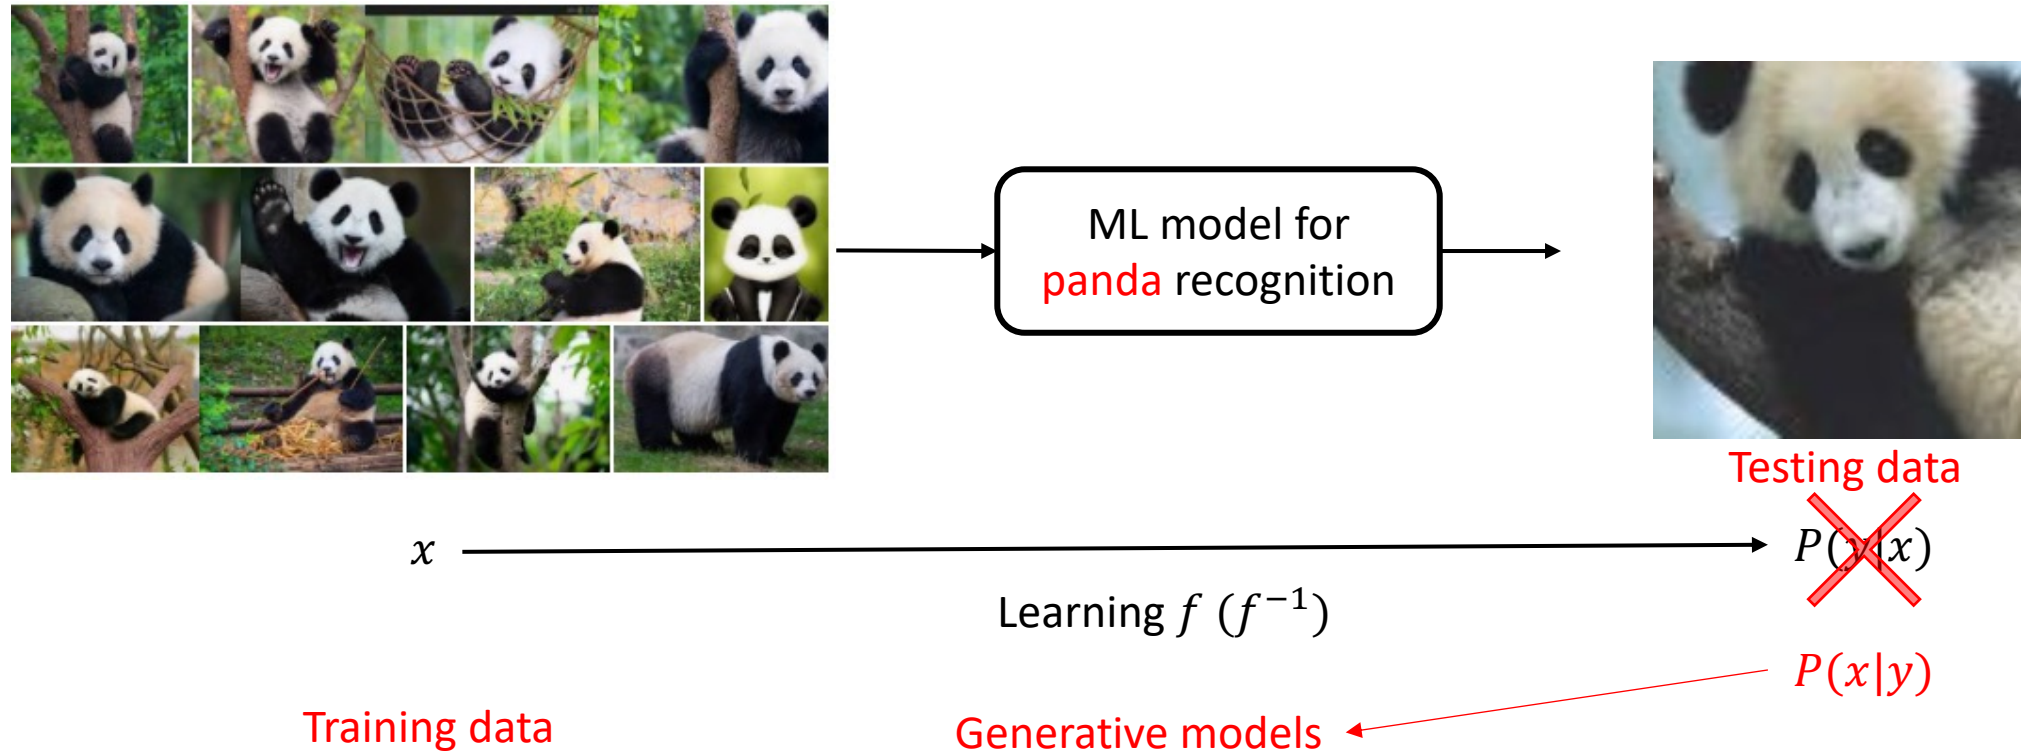 ML model for
panda recognition
Testing data
x
P(y|x)
Learning f (f⁻¹)
P(x|y)
Training data
Generative models